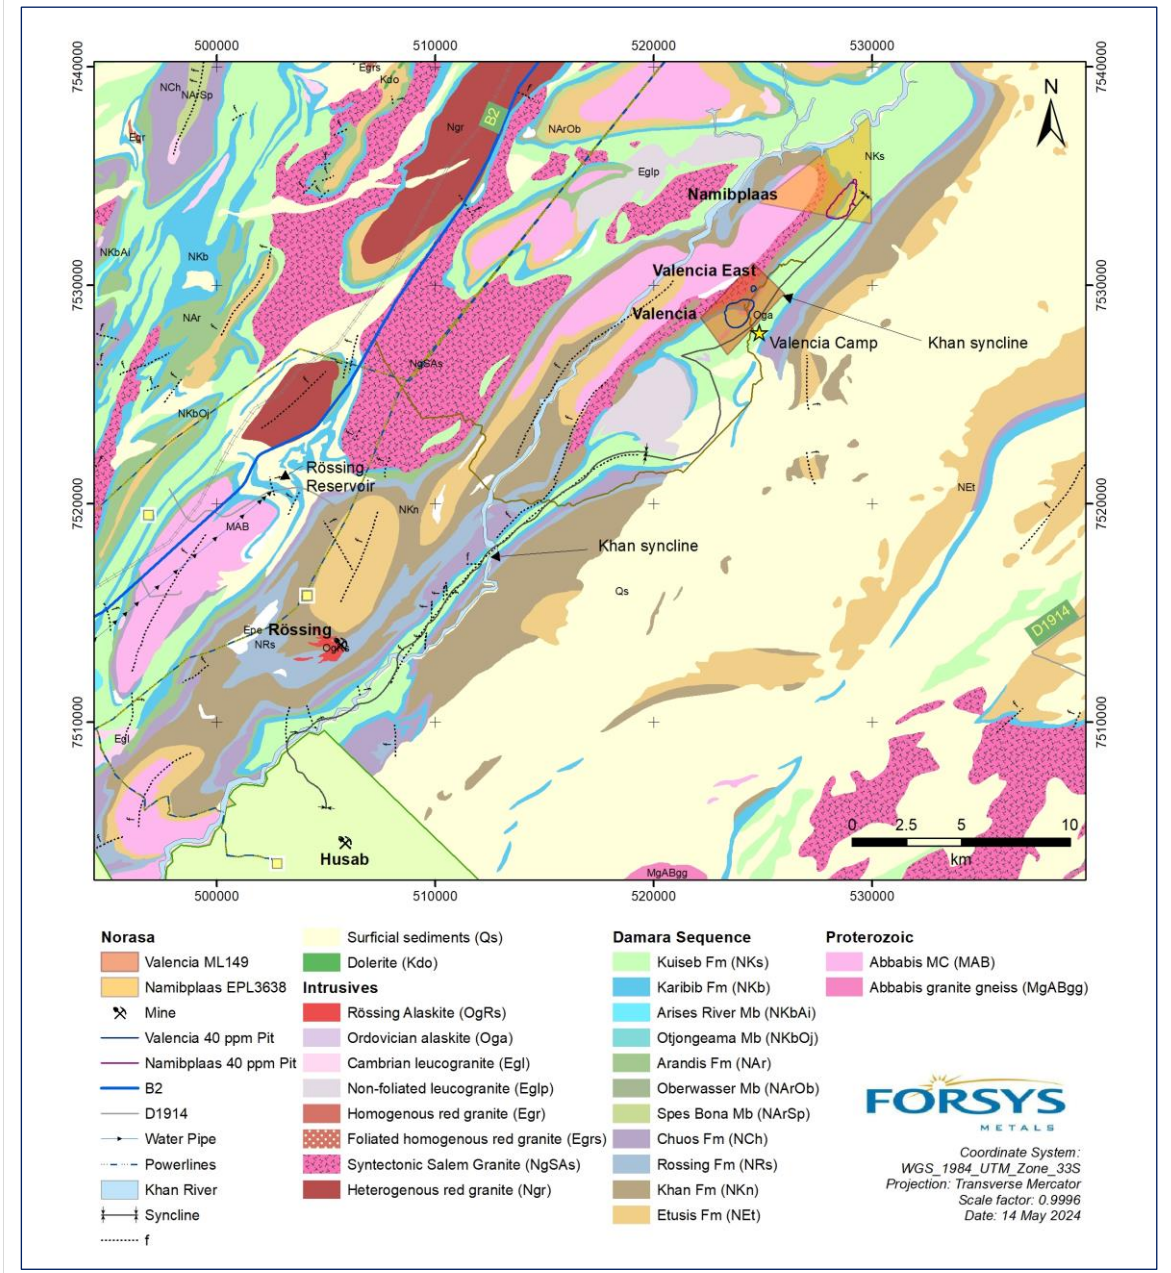 500000
510000
520000
530000
7540000
7540000
Egrs
Kdo
NCh
NArSp
Egr
Ngr
B2
NArOb
Eglp
NKs
N
Namibplaas
NKbAi
NKb
7530000
7530000
Valencia East
NAr
Valencia
Oga
Khan syncline
Valencia Camp
NgSAs
NKbOj
Rössing
Reservoir
7520000
7520000
NEt
MAB
NKn
Khan syncline
f
Qs
D1914
Epe
Rössing
NRs
7510000
7510000
Egl
0
2.5
5
10
km
Husab
MgABgg
500000
510000
520000
530000
Norasa
Valencia ML149
Namibplaas EPL3638
Mine
Valencia 40 ppm Pit
Namibplaas 40 ppm Pit
B2
D1914
Water Pipe
Powerlines
Khan River
Syncline
f
Surficial sediments (Qs)
Dolerite (Kdo)
Intrusives
Rössing Alaskite (OgRs)
Ordovician alaskite (Oga)
Cambrian leucogranite (Egl)
Non-foliated leucogranite (Eglp)
Homogenous red granite (Egr)
Foliated homogenous red granite (Egrs)
Syntectonic Salem Granite (NgSAs)
Heterogenous red granite (Ngr)
Damara Sequence
Kuiseb Fm (NKs)
Karibib Fm (NKb)
Arises River Mb (NKbAi)
Otjongeama Mb (NKbOj)
Arandis Fm (NAr)
Oberwasser Mb (NArOb)
Spes Bona Mb (NArSp)
Chuos Fm (NCh)
Rossing Fm (NRs)
Khan Fm (NKn)
Etusis Fm (NEt)
Proterozoic
Abbabis MC (MAB)
Abbabis granite gneiss (MgABgg)
FORSYS
METALS
Coordinate System:
WGS_1984_UTM_Zone_33S
Projection: Transverse Mercator
Scale factor: 0.9996
Date: 14 May 2024